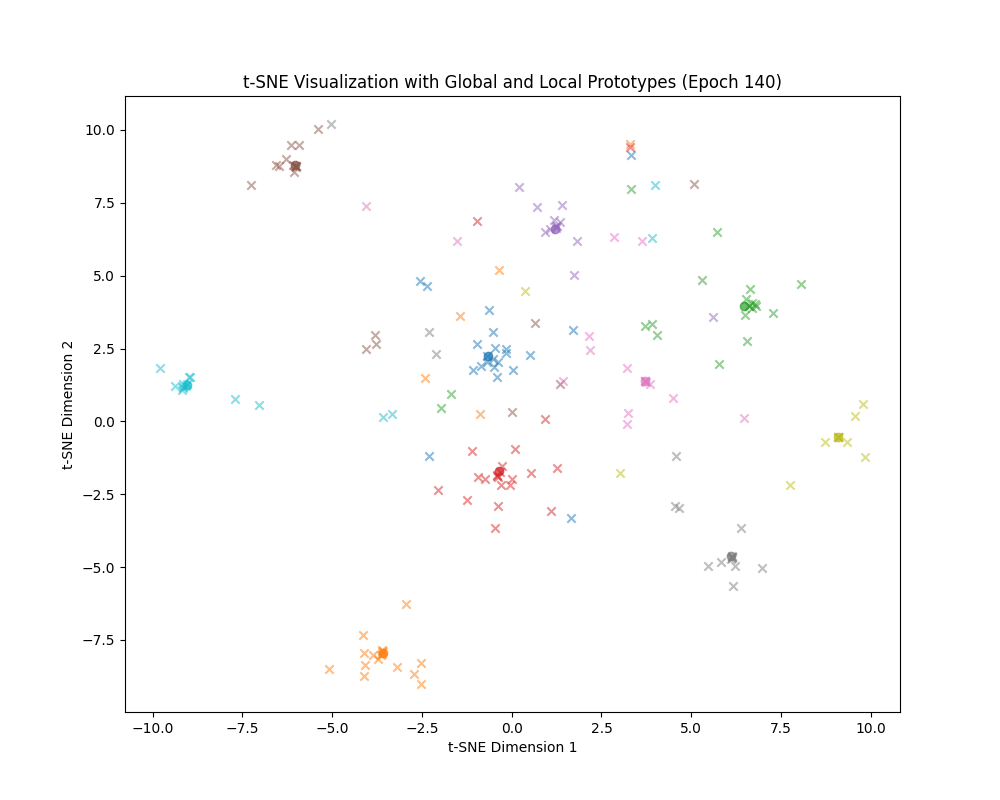 t-SNE Visualization with Global and Local Prototypes (Epoch 140)
10.0
7.5
5.0
2.5
0.0
−2.5
−5.0
−7.5
t-SNE Dimension 2
−10.0 −7.5 −5.0 −2.5 0.0 2.5 5.0 7.5 10.0
t-SNE Dimension 1